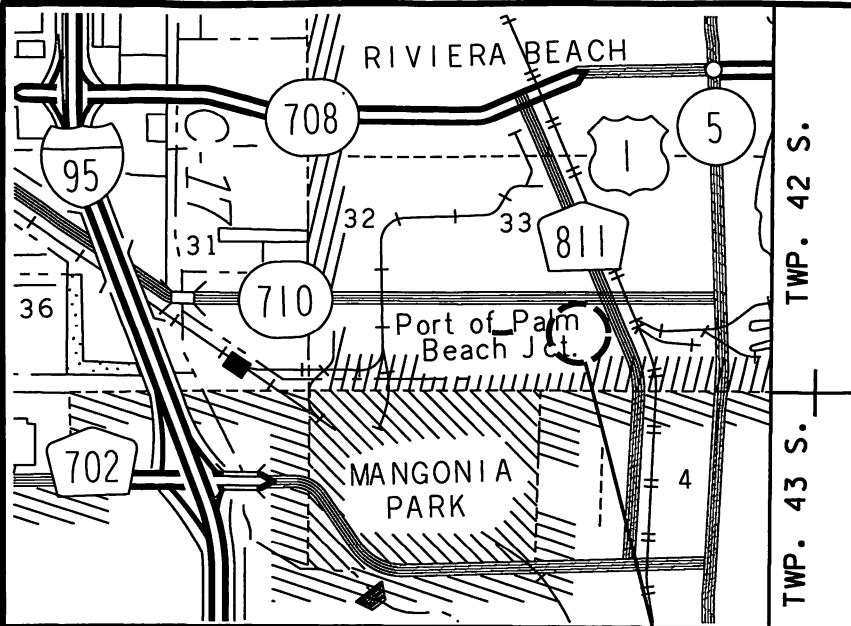 RIVIERA BEACH
708
5
95
C-17
1
32
33
31
811
36
710
Port of Palm
Beach Jct.
702
MANGONIA
PARK
4
TWP. 42 S.
TWP. 43 S.